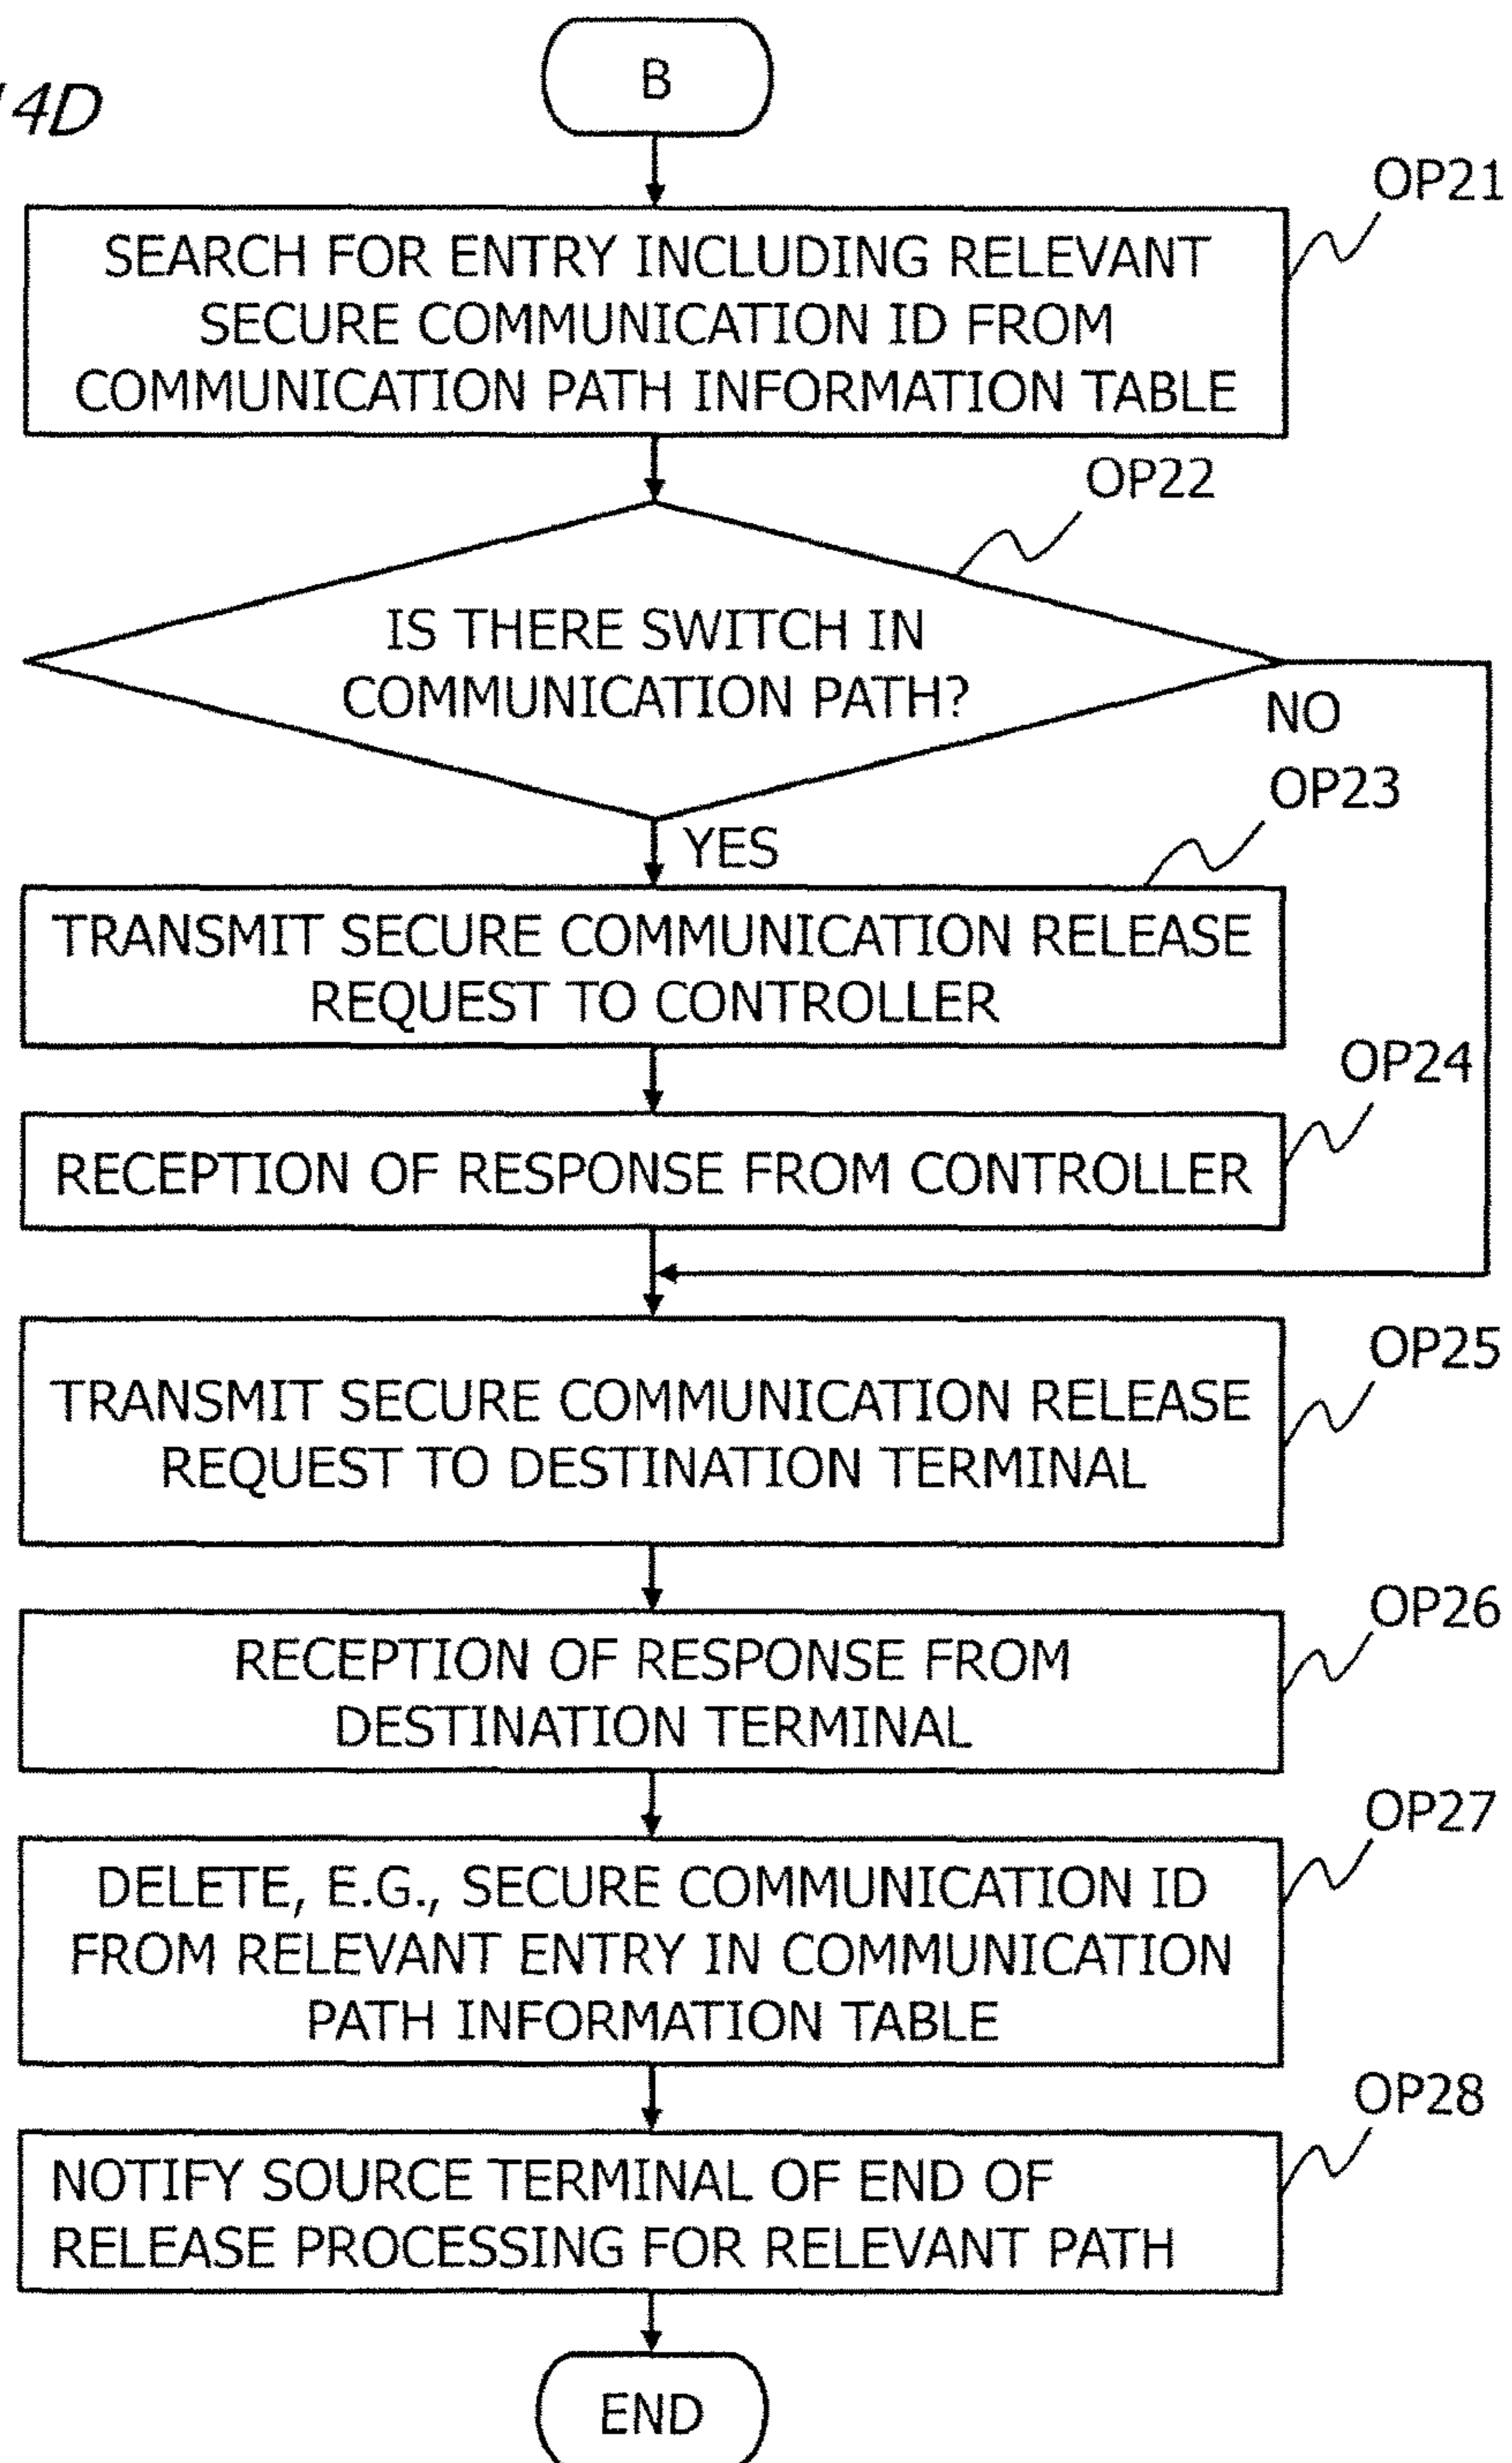 4D
B
OP21
SEARCH FOR ENTRY INCLUDING RELEVANT
SECURE COMMUNICATION ID FROM
COMMUNICATION PATH INFORMATION TABLE
OP22
IS THERE SWITCH IN
COMMUNICATION PATH?
NO
OP23
YES
TRANSMIT SECURE COMMUNICATION RELEASE
REQUEST TO CONTROLLER
OP24
RECEPTION OF RESPONSE FROM CONTROLLER
OP25
TRANSMIT SECURE COMMUNICATION RELEASE
REQUEST TO DESTINATION TERMINAL
OP26
RECEPTION OF RESPONSE FROM
DESTINATION TERMINAL
OP27
DELETE, E.G., SECURE COMMUNICATION ID
FROM RELEVANT ENTRY IN COMMUNICATION
PATH INFORMATION TABLE
OP28
NOTIFY SOURCE TERMINAL OF END OF
RELEASE PROCESSING FOR RELEVANT PATH
END